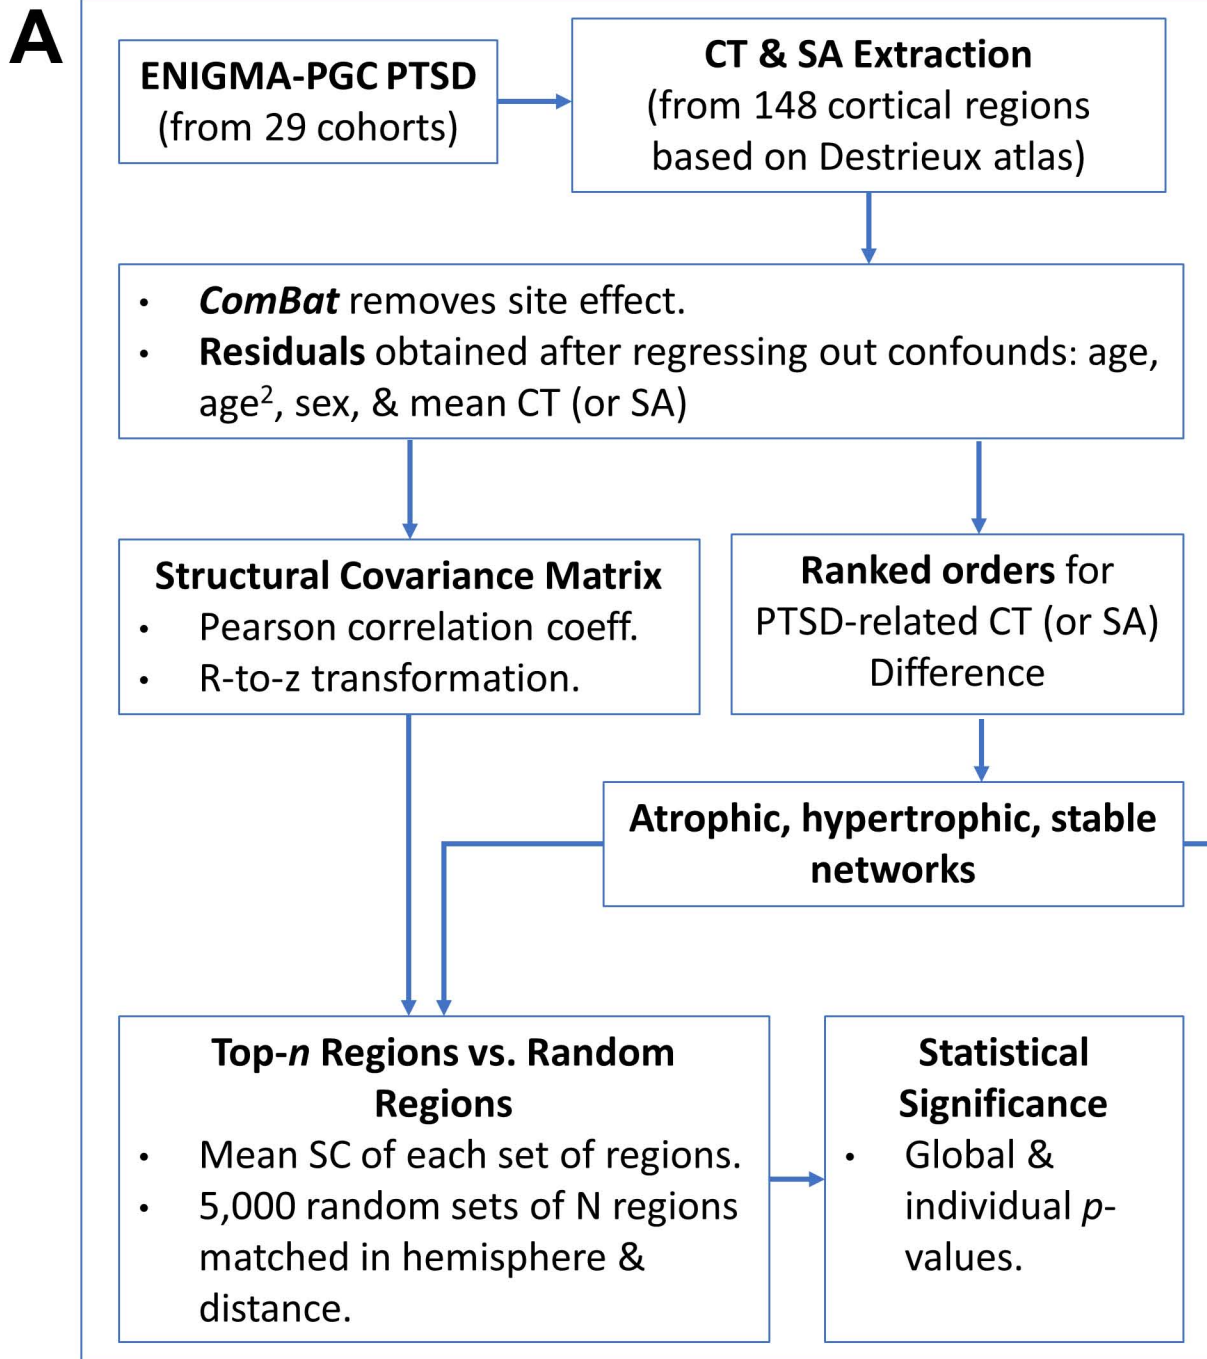 A
ENIGMA-PGC PTSD
(from 29 cohorts)
CT & SA Extraction
(from 148 cortical regions
based on Destrieux atlas)
• ComBat removes site effect.
• Residuals obtained after regressing out confounds: age,
age², sex, & mean CT (or SA)
Structural Covariance Matrix
• Pearson correlation coeff.
• R-to-z transformation.
Ranked orders for
PTSD-related CT (or SA)
Difference
Atrophic, hypertrophic, stable
networks
Top-n Regions vs. Random
Regions
• Mean SC of each set of regions.
• 5,000 random sets of N regions
matched in hemisphere &
distance.
Statistical
Significance
• Global &
individual p-
values.